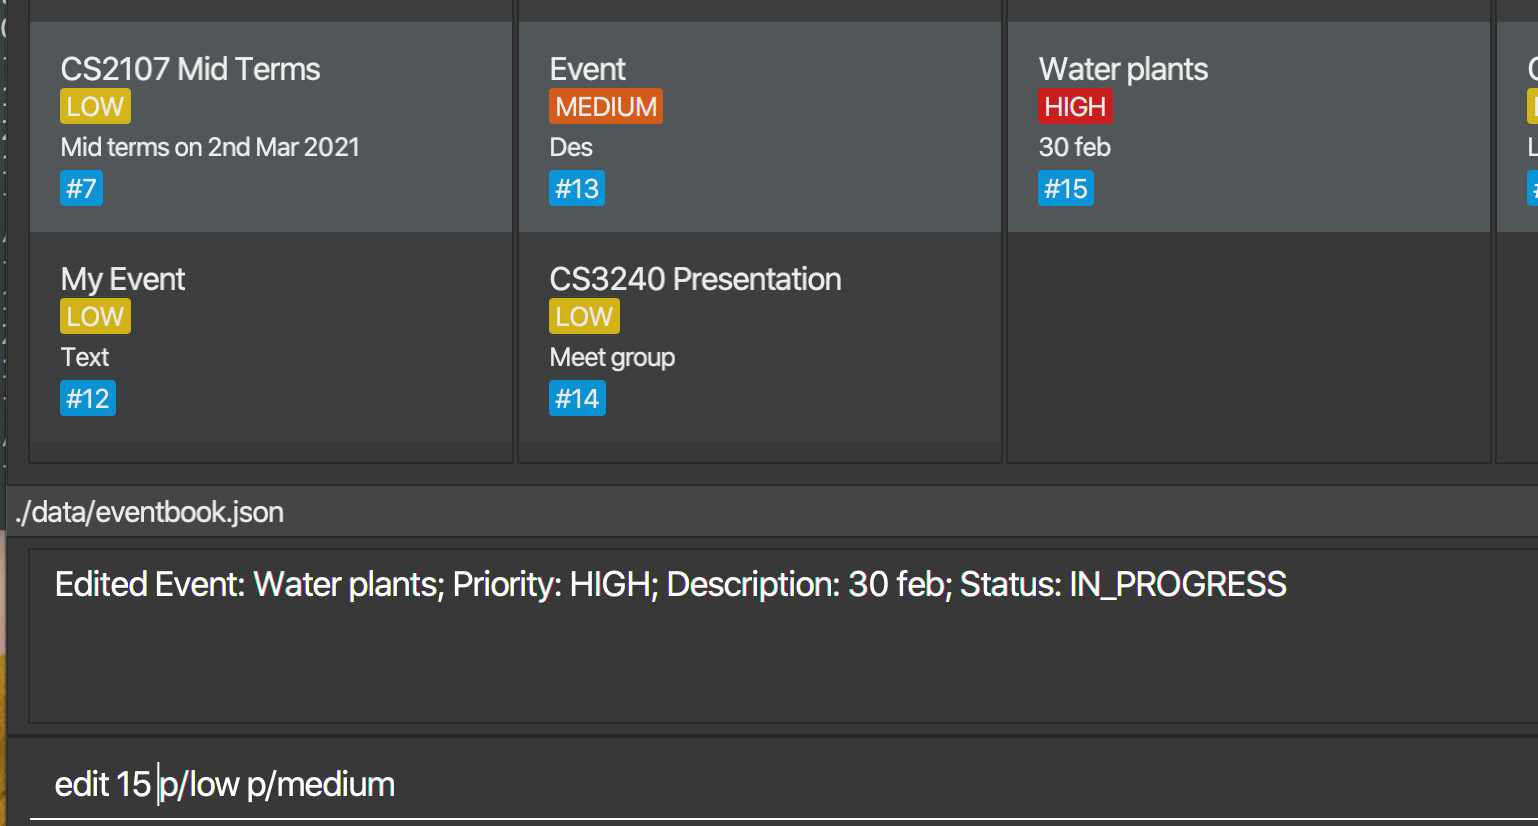 CS2107 Mid Terms
LOW
Mid terms on 2nd Mar 2021
#7
My Event
LOW
Text
#12
Event
MEDIUM
Des
#13
CS3240 Presentation
LOW
Meet group
#14
Water plants
HIGH
30 feb
#15
./data/eventbook.json
Edited Event: Water plants; Priority: HIGH; Description: 30 feb; Status: IN_PROGRESS
edit 15 p/low p/medium